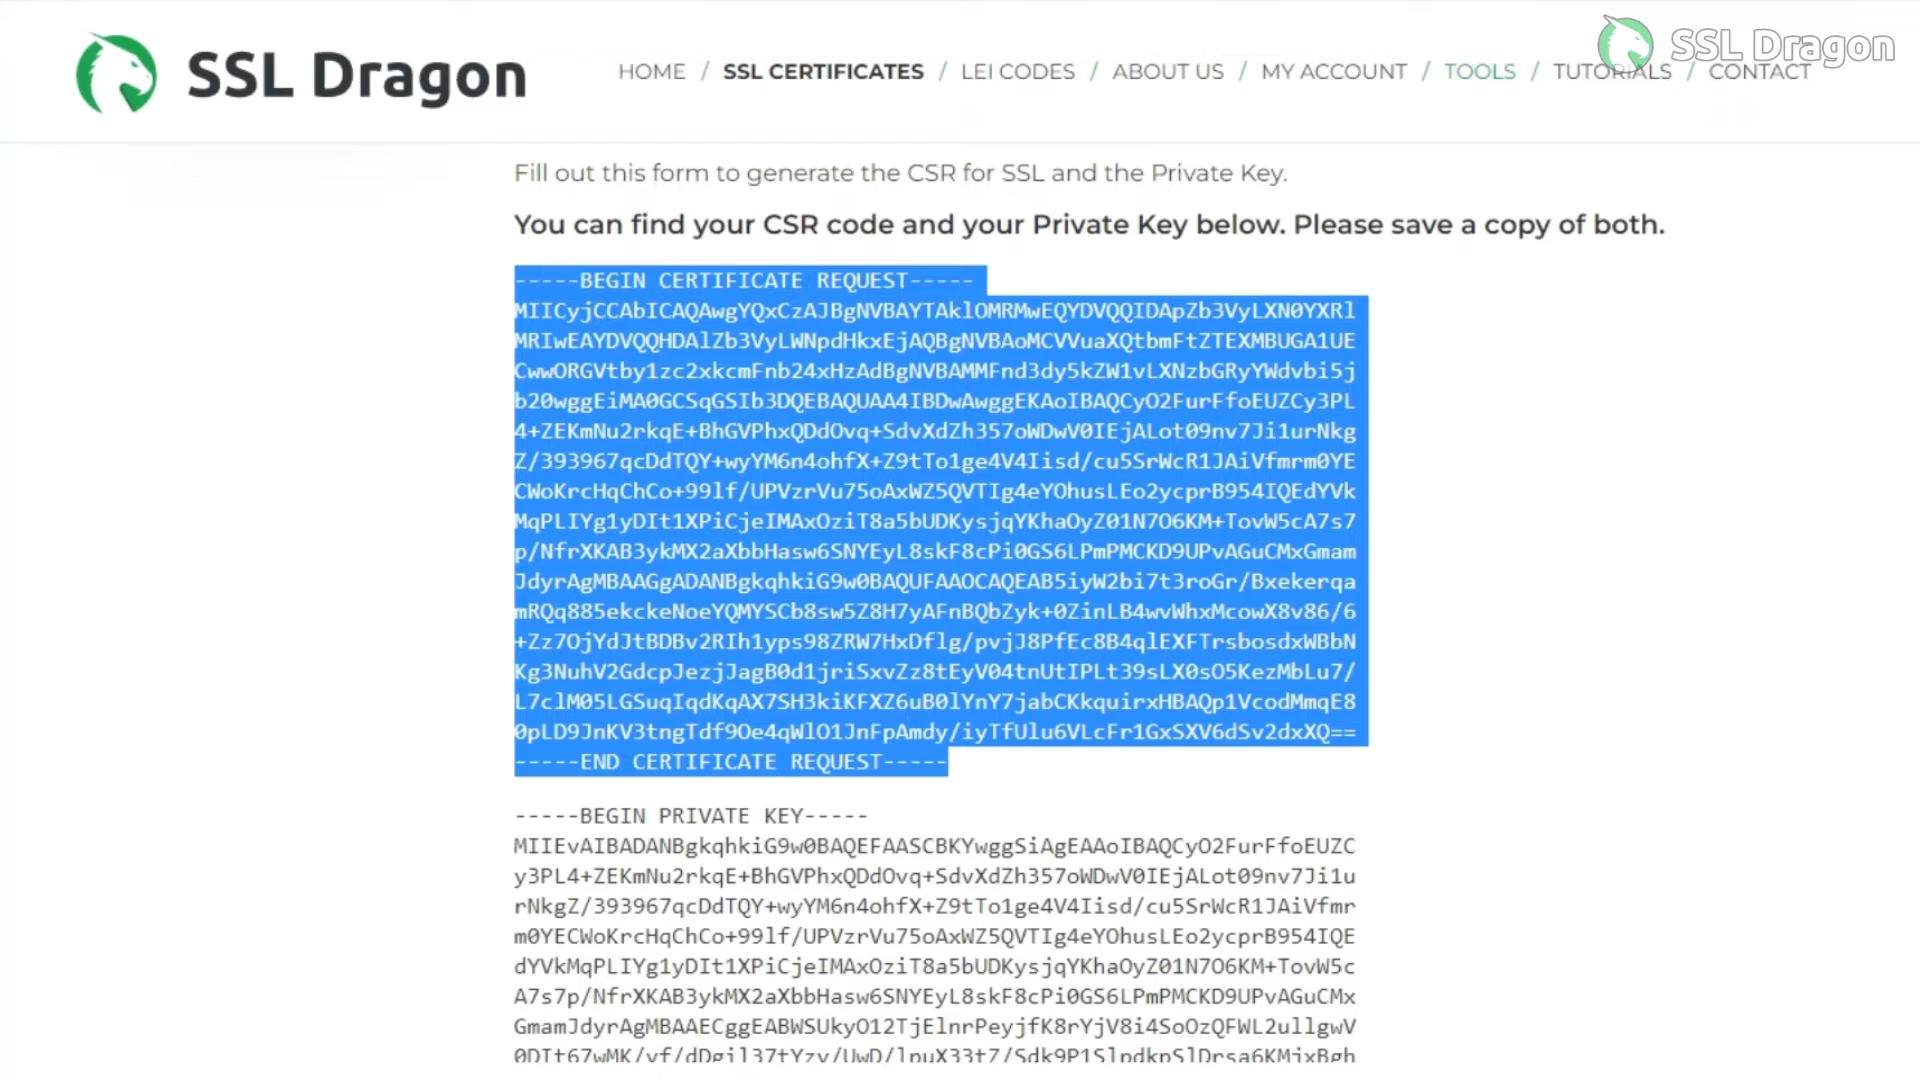 SSL Dragon
HOME / SSL CERTIFICATES / LEI CODES / ABOUT US / MY ACCOUNT / TOOLS / TUTORIALS / CONTACT
SSL Dragon
Fill out this form to generate the CSR for SSL and the Private Key.
You can find your CSR code and your Private Key below. Please save a copy of both.
-----BEGIN CERTIFICATE REQUEST-----
MIICyjCCAbICAQAwgYQxCzAJBgNVBAYTAklOMRMwEQYDVQQIDApZb3VyLXN0YXRl
MRIwEAYDVQQHDAlZb3VyLWNpdHkxEjAQBgNVBAoMCVVuaXQtbmFtZTEXMBUGA1UE
CwwORGVtby1zc2xkcmFnb24xHzAdBgNVBAMMFnd3dy5kZW1vLXNzbGRyYWdvbi5j
b20wggEiMA0GCSqGSIb3DQEBAQUAA4IBDwAwggEKAoIBAQCyO2FurFfoEUZCy3PL
4+ZEKmNu2rkqE+BhGVPhxQDdOvq+SdvXdZh357oWDwV0IEjALot09nv7Ji1urNkg
Z/393967qcDdTQY+wyYM6n4ohfX+Z9tTo1ge4V4Iisd/cu5SrWcR1JAiVfmrm0YE
CWoKrcHqChCo+99lf/UPVzrVu75oAxWZ5QVTIg4eYOhusLEo2ycprB954IQEdYVk
MqPLIYg1yDIt1XPiCjeIMAxOziT8a5bUDKysjqYKhaOyZ01N7O6KM+TovW5cA7s7
p/NfrXKAB3ykMX2aXbbHasw6SNYEyL8skF8cPi0GS6LPmPMCKD9UPvAGuCMxGmam
JdyrAgMBAAGgADANBgkqhkiG9w0BAQUFAAOCAQEAB5iyW2bi7t3roGr/Bxekerqa
mRQq885ekckeNoeYQMYSCb8sw5Z8H7yAFnBQbZyk+0ZinLB4wvWhxMcowX8v86/6
+Zz7OjYdJtBDBv2RIh1yps98ZRW7HxDflg/pvjJ8PfEc8B4qlEXFTrsbosdxWBbN
Kg3NuhV2GdcpJezjJagB0d1jriSxvZz8tEyV04tnUtIPLt39sLX0sO5KezMbLu7/
L7clM05LGSuqIqdKqAX7SH3kiKFXZ6uB0lYnY7jabCKkquirxHBAQp1VcodMmqE8
0pLD9JnKV3tngTdf9Oe4qWlO1JnFpAmdy/iyTfUlu6VLcFr1GxSXV6dSv2dxXQ==
-----END CERTIFICATE REQUEST-----
-----BEGIN PRIVATE KEY-----
MIIEvAIBADANBgkqhkiG9w0BAQEFAASCBKYwggSiAgEAAoIBAQCyO2FurFfoEUZC
y3PL4+ZEKmNu2rkqE+BhGVPhxQDdOvq+SdvXdZh357oWDwV0IEjALot09nv7Ji1u
rNkgZ/393967qcDdTQY+wyYM6n4ohfX+Z9tTo1ge4V4Iisd/cu5SrWcR1JAiVfmr
m0YECWoKrcHqChCo+99lf/UPVzrVu75oAxWZ5QVTIg4eYOhusLEo2ycprB954IQE
dYVkMqPLIYg1yDIt1XPiCjeIMAxOziT8a5bUDKysjqYKhaOyZ01N7O6KM+TovW5c
A7s7p/NfrXKAB3ykMX2aXbbHasw6SNYEyL8skF8cPi0GS6LPmPMCKD9UPvAGuCMx
GmamJdyrAgMBAAECggEABWSUkyO12TjElnrPeyjfK8rYjV8i4SoOzQFWL2ullgwV